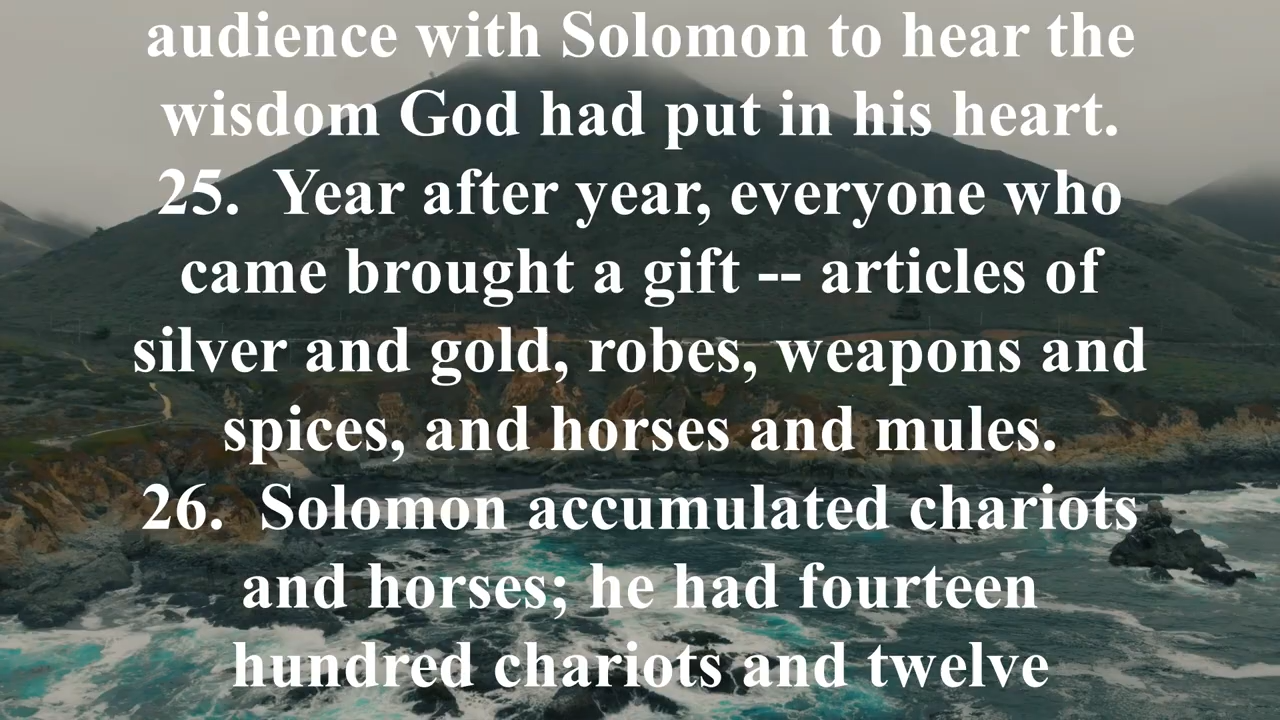 audience with Solomon to hear the
wisdom God had put in his heart.
25.  Year after year, everyone who
came brought a gift -- articles of
silver and gold, robes, weapons and
spices, and horses and mules.
26.  Solomon accumulated chariots
and horses; he had fourteen
hundred chariots and twelve